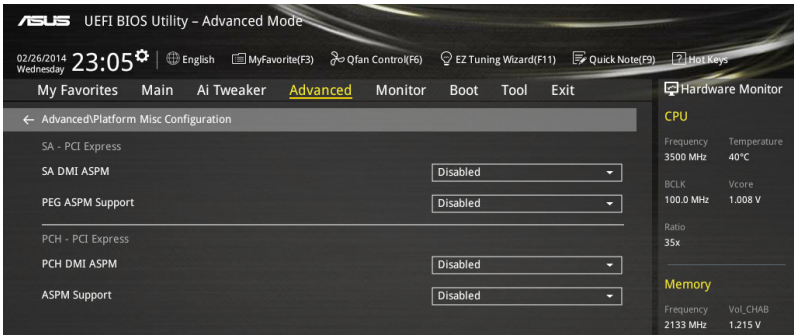 ASUS UEFI BIOS Utility – Advanced Mode
02/26/2014 Wednesday 23:05 English MyFavorite(F3) Qfan Control(F6) EZ Tuning Wizard(F11) Quick Note(F9) ? Hot Keys
My Favorites Main Ai Tweaker Advanced Monitor Boot Tool Exit
Hardware Monitor
← Advanced\Platform Misc Configuration
SA - PCI Express
SA DMI ASPM Disabled
PEG ASPM Support Disabled
PCH - PCI Express
PCH DMI ASPM Disabled
ASPM Support Disabled
CPU
Frequency Temperature
3500 MHz 40°C
BCLK Vcore
100.0 MHz 1.008 V
Ratio
35x
Memory
Frequency Vol_CHAB
2133 MHz 1.215 V